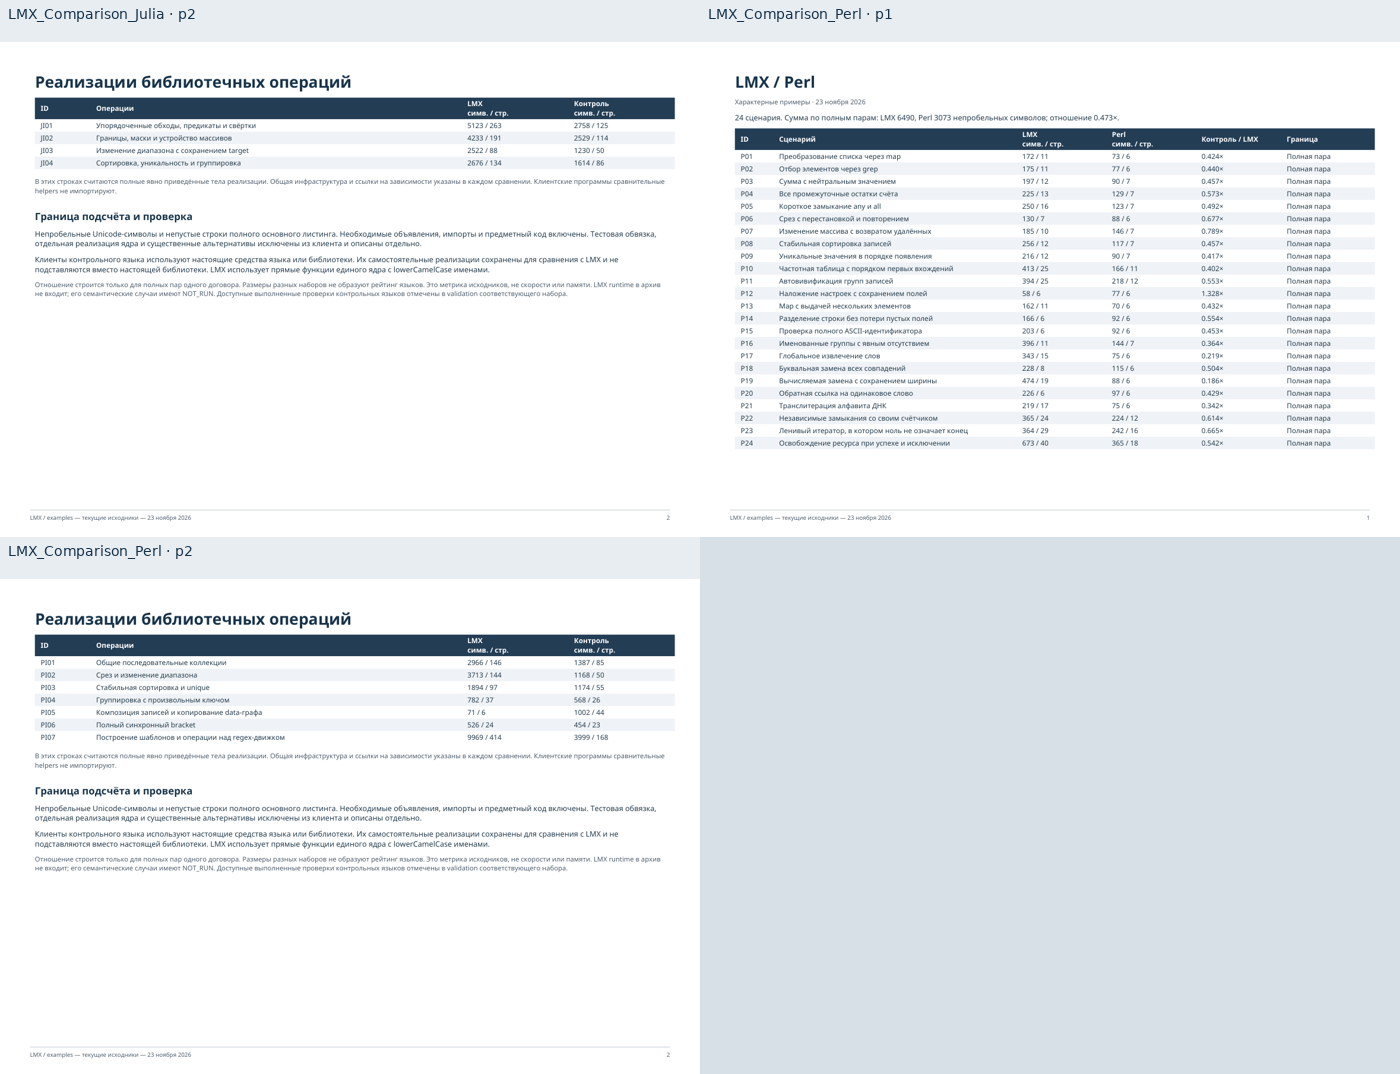 LMX_Comparison_Julia · p2
Реализации библиотечных операций
ID Операции LMX симв. / стр. Контроль симв. / стр.
JI01 Упорядоченные обходы, предикаты и свёртки 5123 / 263 2758 / 125
JI02 Границы, маски и устройство массивов 4233 / 191 2529 / 114
JI03 Изменение диапазона с сохранением target 2522 / 88 1230 / 50
JI04 Сортировка, уникальность и группировка 2676 / 134 1614 / 86
В этих строках считаются полные явно приведённые тела реализации. Общая инфраструктура и ссылки на зависимости указаны в каждом сравнении. Клиентские программы сравнительные
helpers не импортируют.
Граница подсчёта и проверка
Непробельные Unicode-символы и непустые строки полного основного листинга. Необходимые объявления, импорты и предметный код включены. Тестовая обвязка,
отдельная реализация ядра и существенные альтернативы исключены из клиента и описаны отдельно.
Клиенты контрольного языка используют настоящие средства языка или библиотеки. Их самостоятельные реализации сохранены для сравнения с LMX и не
подставляются вместо настоящей библиотеки. LMX использует прямые функции единого ядра с lowerCamelCase именами.
Отношение строится только для полных пар одного договора. Размеры разных наборов не образуют рейтинг языков. Это метрика исходников, не скорости или памяти. LMX runtime в архив
не входит; его семантические случаи имеют NOT_RUN. Доступные выполненные проверки контрольных языков отмечены в validation соответствующего набора.
LMX / examples — текущие исходники — 23 ноября 2026 2
LMX_Comparison_Perl · p1
LMX / Perl
Характерные примеры · 23 ноября 2026
24 сценария. Сумма по полным парам: LMX 6490, Perl 3073 непробельных символов; отношение 0.473×.
ID Сценарий LMX симв. / стр. Perl симв. / стр. Контроль / LMX Граница
P01 Преобразование списка через map 172 / 11 73 / 6 0.424× Полная пара
P02 Отбор элементов через grep 175 / 11 77 / 6 0.440× Полная пара
P03 Сумма с нейтральным значением 197 / 12 90 / 7 0.457× Полная пара
P04 Все промежуточные остатки счёта 225 / 13 129 / 7 0.573× Полная пара
P05 Короткое замыкание any и all 250 / 16 123 / 7 0.492× Полная пара
P06 Срез с перестановкой и повторением 130 / 7 88 / 6 0.677× Полная пара
P07 Изменение массива с возвратом удалённых 185 / 10 146 / 7 0.789× Полная пара
P08 Стабильная сортировка записей 256 / 12 117 / 7 0.457× Полная пара
P09 Уникальные значения в порядке появления 216 / 12 90 / 7 0.417× Полная пара
P10 Частотная таблица с порядком первых вхождений 413 / 25 166 / 11 0.402× Полная пара
P11 Автовивификация групп записей 394 / 25 218 / 12 0.553× Полная пара
P12 Наложение настроек с сохранением полей 58 / 6 77 / 6 1.328× Полная пара
P13 Map с выдачей нескольких элементов 162 / 11 70 / 6 0.432× Полная пара
P14 Разделение строки без потери пустых полей 166 / 6 92 / 6 0.554× Полная пара
P15 Проверка полного ASCII-идентификатора 203 / 6 92 / 6 0.453× Полная пара
P16 Именованные группы с явным отсутствием 396 / 11 144 / 7 0.364× Полная пара
P17 Глобальное извлечение слов 343 / 15 75 / 6 0.219× Полная пара
P18 Буквальная замена всех совпадений 228 / 8 115 / 6 0.504× Полная пара
P19 Вычисляемая замена с сохранением ширины 474 / 19 88 / 6 0.186× Полная пара
P20 Обратная ссылка на одинаковое слово 226 / 6 97 / 6 0.429× Полная пара
P21 Транслитерация алфавита ДНК 219 / 17 75 / 6 0.342× Полная пара
P22 Независимые замыкания со своим счётчиком 365 / 24 224 / 12 0.614× Полная пара
P23 Ленивый итератор, в котором ноль не означает конец 364 / 29 242 / 16 0.665× Полная пара
P24 Освобождение ресурса при успехе и исключении 673 / 40 365 / 18 0.542× Полная пара
LMX / examples — текущие исходники — 23 ноября 2026 1
LMX_Comparison_Perl · p2
Реализации библиотечных операций
ID Операции LMX симв. / стр. Контроль симв. / стр.
PI01 Общие последовательные коллекции 2966 / 146 1387 / 85
PI02 Срез и изменение диапазона 3713 / 144 1168 / 50
PI03 Стабильная сортировка и unique 1894 / 97 1174 / 55
PI04 Группировка с произвольным ключом 782 / 37 568 / 26
PI05 Композиция записей и копирование data-графа 71 / 6 1002 / 44
PI06 Полный синхронный bracket 526 / 24 454 / 23
PI07 Построение шаблонов и операции над regex-движком 9969 / 414 3999 / 168
В этих строках считаются полные явно приведённые тела реализации. Общая инфраструктура и ссылки на зависимости указаны в каждом сравнении. Клиентские программы сравнительные
helpers не импортируют.
Граница подсчёта и проверка
Непробельные Unicode-символы и непустые строки полного основного листинга. Необходимые объявления, импорты и предметный код включены. Тестовая обвязка,
отдельная реализация ядра и существенные альтернативы исключены из клиента и описаны отдельно.
Клиенты контрольного языка используют настоящие средства языка или библиотеки. Их самостоятельные реализации сохранены для сравнения с LMX и не
подставляются вместо настоящей библиотеки. LMX использует прямые функции единого ядра с lowerCamelCase именами.
Отношение строится только для полных пар одного договора. Размеры разных наборов не образуют рейтинг языков. Это метрика исходников, не скорости или памяти. LMX runtime в архив
не входит; его семантические случаи имеют NOT_RUN. Доступные выполненные проверки контрольных языков отмечены в validation соответствующего набора.
LMX / examples — текущие исходники — 23 ноября 2026 2